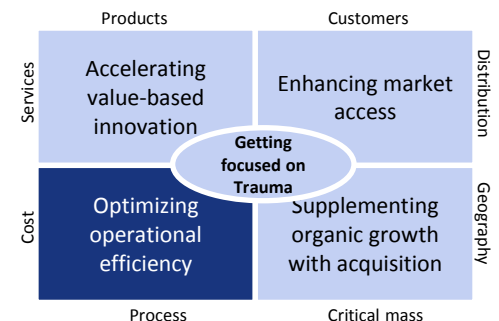 Products
Customers
Services
Accelerating
value-based
innovation
Enhancing market
access
Distribution
Getting
focused on
Trauma
Cost
Optimizing
operational
efficiency
Supplementing
organic growth
with acquisition
Geography
Process
Critical mass